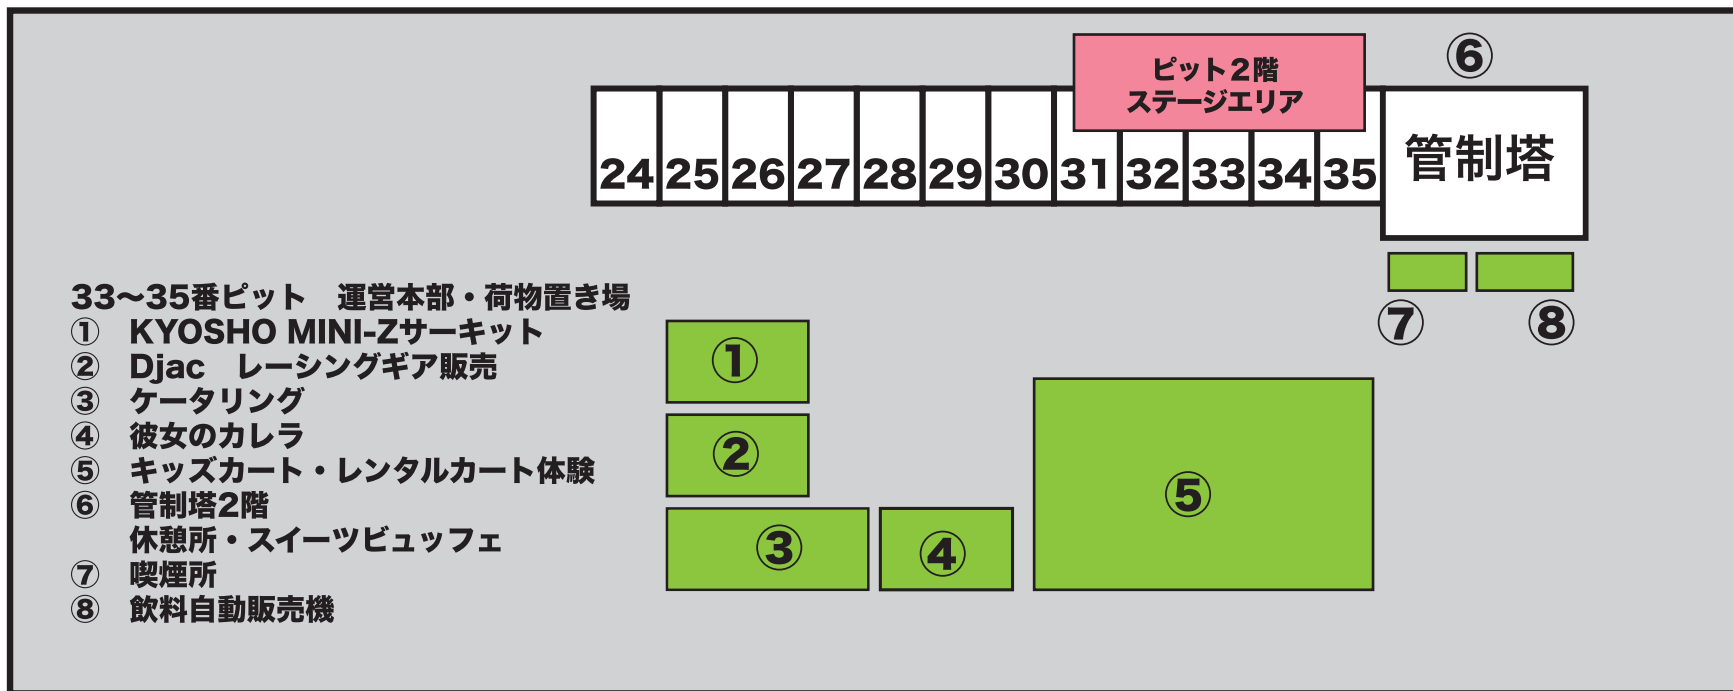 ピット2階
ステージエリア
⑥
24 25 26 27 28 29 30 31 32 33 34 35
管制塔
33〜35番ピット　運営本部・荷物置き場
①　KYOSHO MINI-Zサーキット
②　Djac　レーシングギア販売
③　ケータリング
④　彼女のカレラ
⑤　キッズカート・レンタルカート体験
⑥　管制塔2階
休憩所・スイーツビュッフェ
⑦　喫煙所
⑧　飲料自動販売機
⑦
⑧
①
②
③
④
⑤